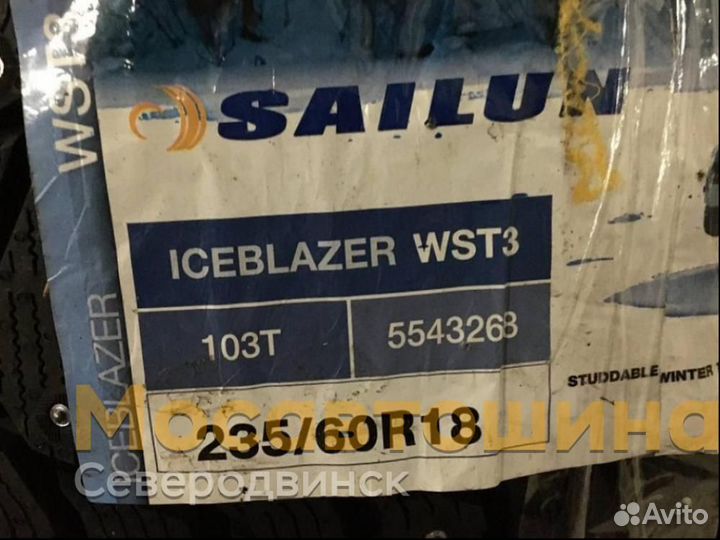 WST3
SAILUN
ICEBLAZER WST3
103T
5543268
STUDDABLE WINTER
ICEBLAZER
235/60R18
Мосавтошина
Северодвинск
Avito